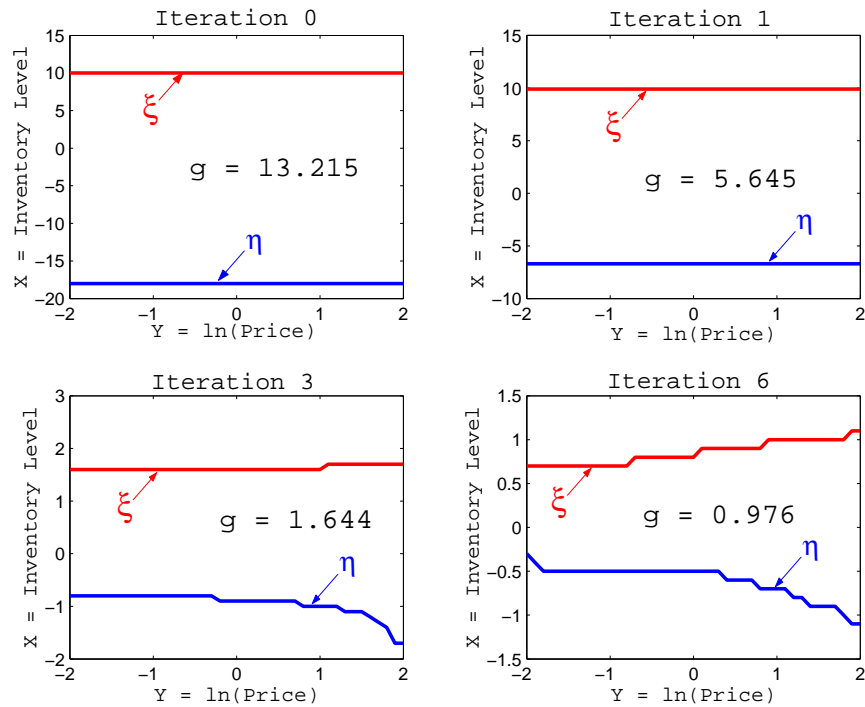 Iteration 0
15
10
5
0
−5
−10
−15
−20
X = Inventory Level
ξ
g = 13.215
η
−2 −1 0 1 2
Y = ln(Price)
Iteration 1
15
10
5
0
−5
−10
X = Inventory Level
ξ
g = 5.645
η
−2 −1 0 1 2
Y = ln(Price)
Iteration 3
3
2
1
0
−1
−2
X = Inventory Level
ξ
g = 1.644
η
−2 −1 0 1 2
Y = ln(Price)
Iteration 6
1.5
1
0.5
0
−0.5
−1
−1.5
X = Inventory Level
ξ
g = 0.976
η
−2 −1 0 1 2
Y = ln(Price)